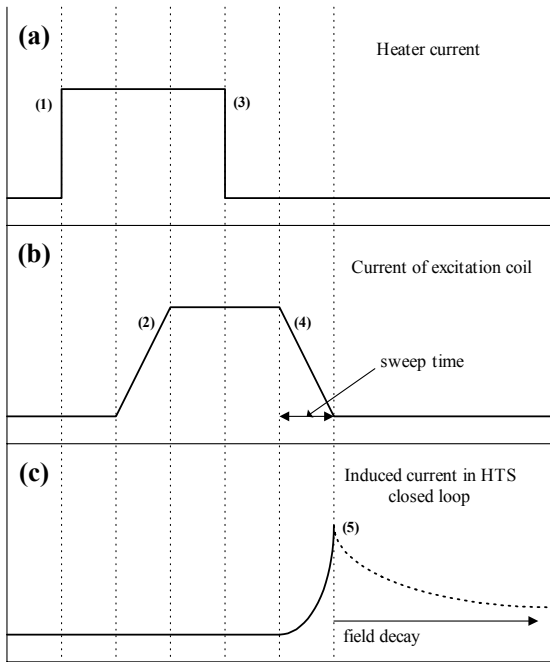 (a)
Heater current
(1)
(3)
(b)
Current of excitation coil
(2)
(4)
sweep time
(c)
Induced current in HTS
closed loop
(5)
field decay